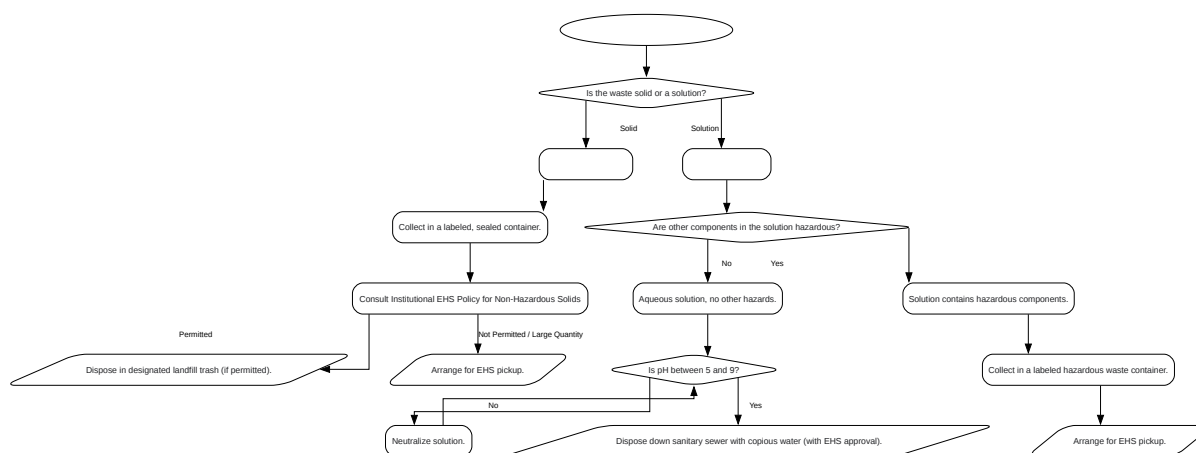 Is the waste solid or a solution?
Solid
Solution
Collect in a labeled, sealed container.
Are other components in the solution hazardous?
No
Yes
Consult Institutional EHS Policy for Non-Hazardous Solids
Aqueous solution, no other hazards.
Solution contains hazardous components.
Permitted
Not Permitted / Large Quantity
Dispose in designated landfill trash (if permitted).
Arrange for EHS pickup.
Is pH between 5 and 9?
Collect in a labeled hazardous waste container.
No
Yes
Neutralize solution.
Dispose down sanitary sewer with copious water (with EHS approval).
Arrange for EHS pickup.